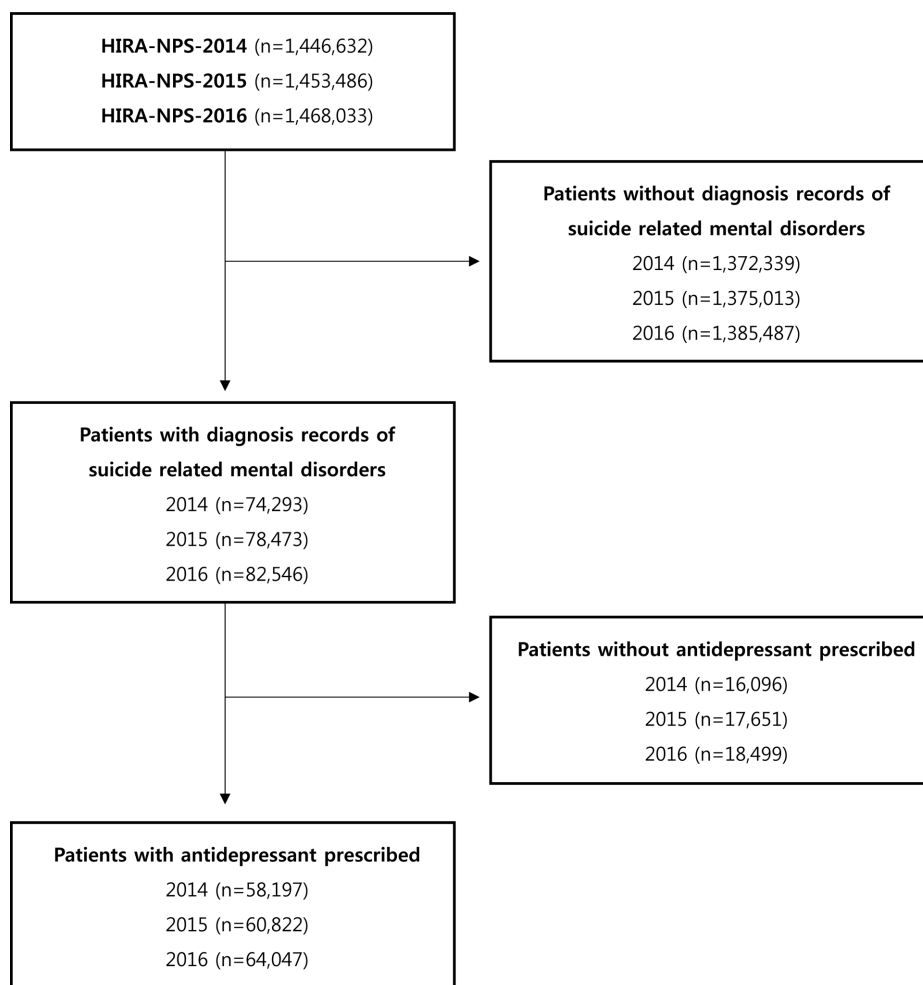 HIRA-NPS-2014 (n=1,446,632)
HIRA-NPS-2015 (n=1,453,486)
HIRA-NPS-2016 (n=1,468,033)
Patients without diagnosis records of
suicide related mental disorders
2014 (n=1,372,339)
2015 (n=1,375,013)
2016 (n=1,385,487)
Patients with diagnosis records of
suicide related mental disorders
2014 (n=74,293)
2015 (n=78,473)
2016 (n=82,546)
Patients without antidepressant prescribed
2014 (n=16,096)
2015 (n=17,651)
2016 (n=18,499)
Patients with antidepressant prescribed
2014 (n=58,197)
2015 (n=60,822)
2016 (n=64,047)